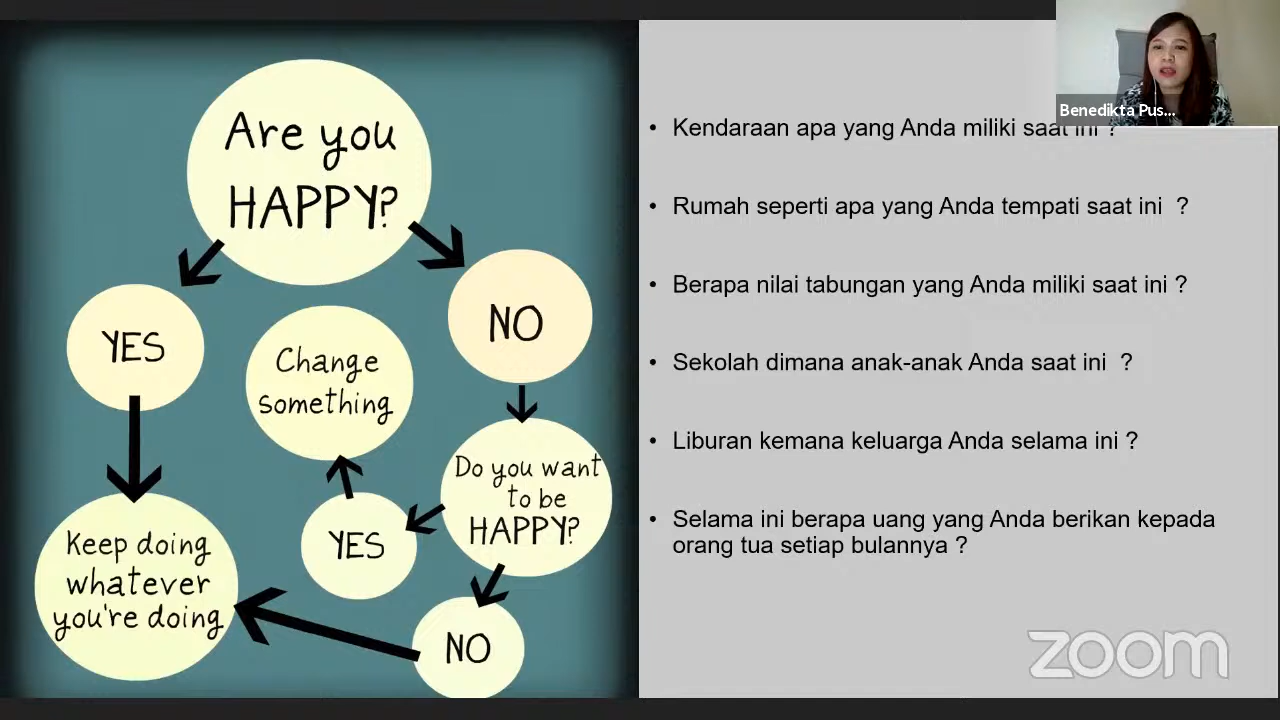 Are you
HAPPY?
YES
NO
Change
something
Do you want
to be
HAPPY?
YES
Keep doing
whatever
you're doing
NO
Benedikta Pus...
• Kendaraan apa yang Anda miliki saat ini ?
• Rumah seperti apa yang Anda tempati saat ini ?
• Berapa nilai tabungan yang Anda miliki saat ini ?
• Sekolah dimana anak-anak Anda saat ini ?
• Liburan kemana keluarga Anda selama ini ?
• Selama ini berapa uang yang Anda berikan kepada
orang tua setiap bulannya ?
zoom